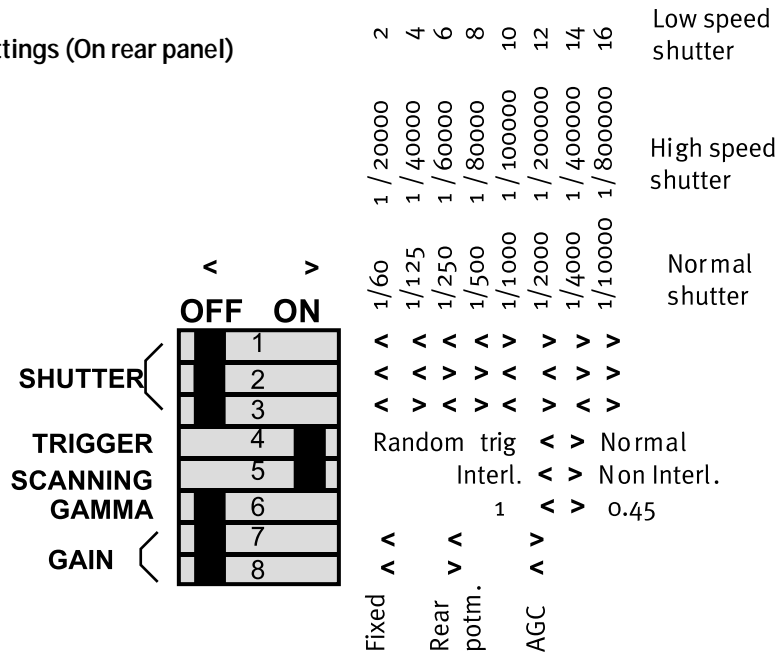 ttings (On rear panel)
2 4 6 8 10 12 14 16
Low speed
shutter
1/20000 1/40000 1/60000 1/80000 1/100000 1/200000 1/400000 1/800000
High speed
shutter
1/60 1/125 1/250 1/500 1/1000 1/2000 1/4000 1/10000
Normal
shutter
< >
OFF ON
SHUTTER
1 < < < < > > > >
2 < < > > < < > >
3 < > < > < > < >
TRIGGER 4 Random trig < > Normal
SCANNING 5 Interl. < > Non Interl.
GAMMA 6 1 < > 0.45
GAIN
7 < < >
8 < > <
Fixed
Rear
potm.
AGC